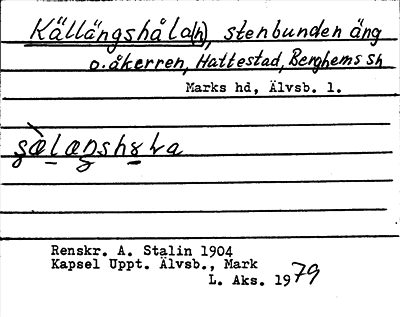 Källängshåla(n), stenbunden äng
o. åkerren, Hattestad, Berghems sn
Marks hd, Älvsb. l.
Renskr. A. Stalin 1904
Kapsel Uppt. Älvsb., Mark
L. Aks. 1979